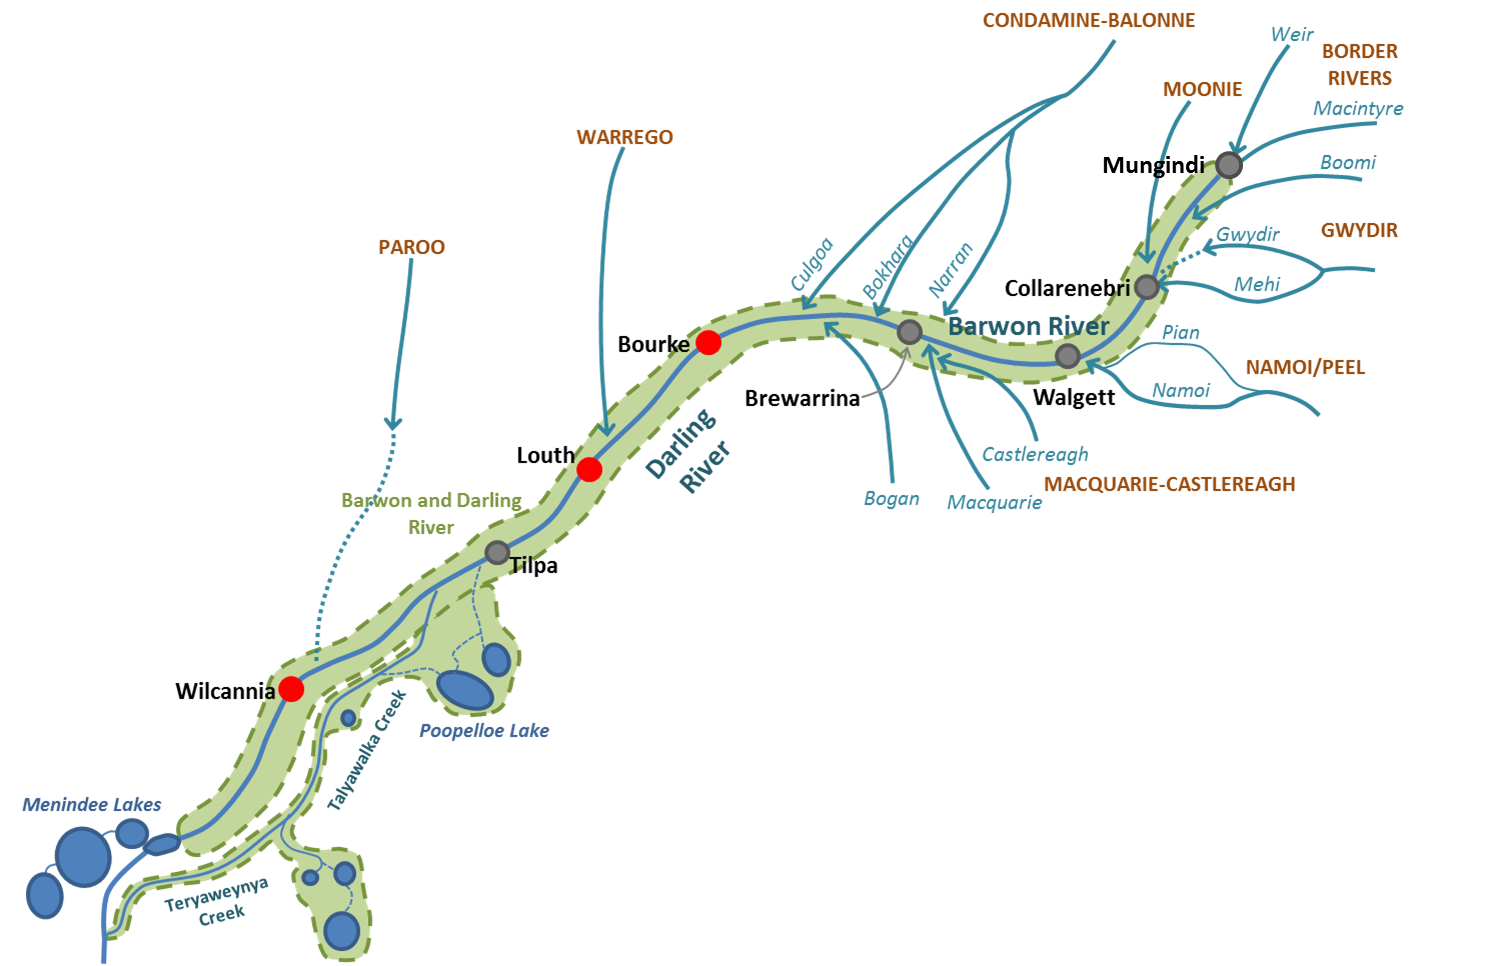 CONDAMINE-BALONNE
Weir
BORDER
RIVERS
MOONIE
Macintyre
WARREGO
Mungindi
Boomi
PAROO
Gwydir
GWYDIR
Culgoa
Bokhara
Narran
Collarenebri
Mehi
Barwon River
Pian
Bourke
NAMOI/PEEL
Brewarrina
Walgett
Namoi
Darling
River
Louth
Castlereagh
MACQUARIE-CASTLEREAGH
Bogan
Macquarie
Barwon and Darling
River
Tilpa
Wilcannia
Poopelloe Lake
Talyawalka Creek
Menindee Lakes
Teryaweynya
Creek